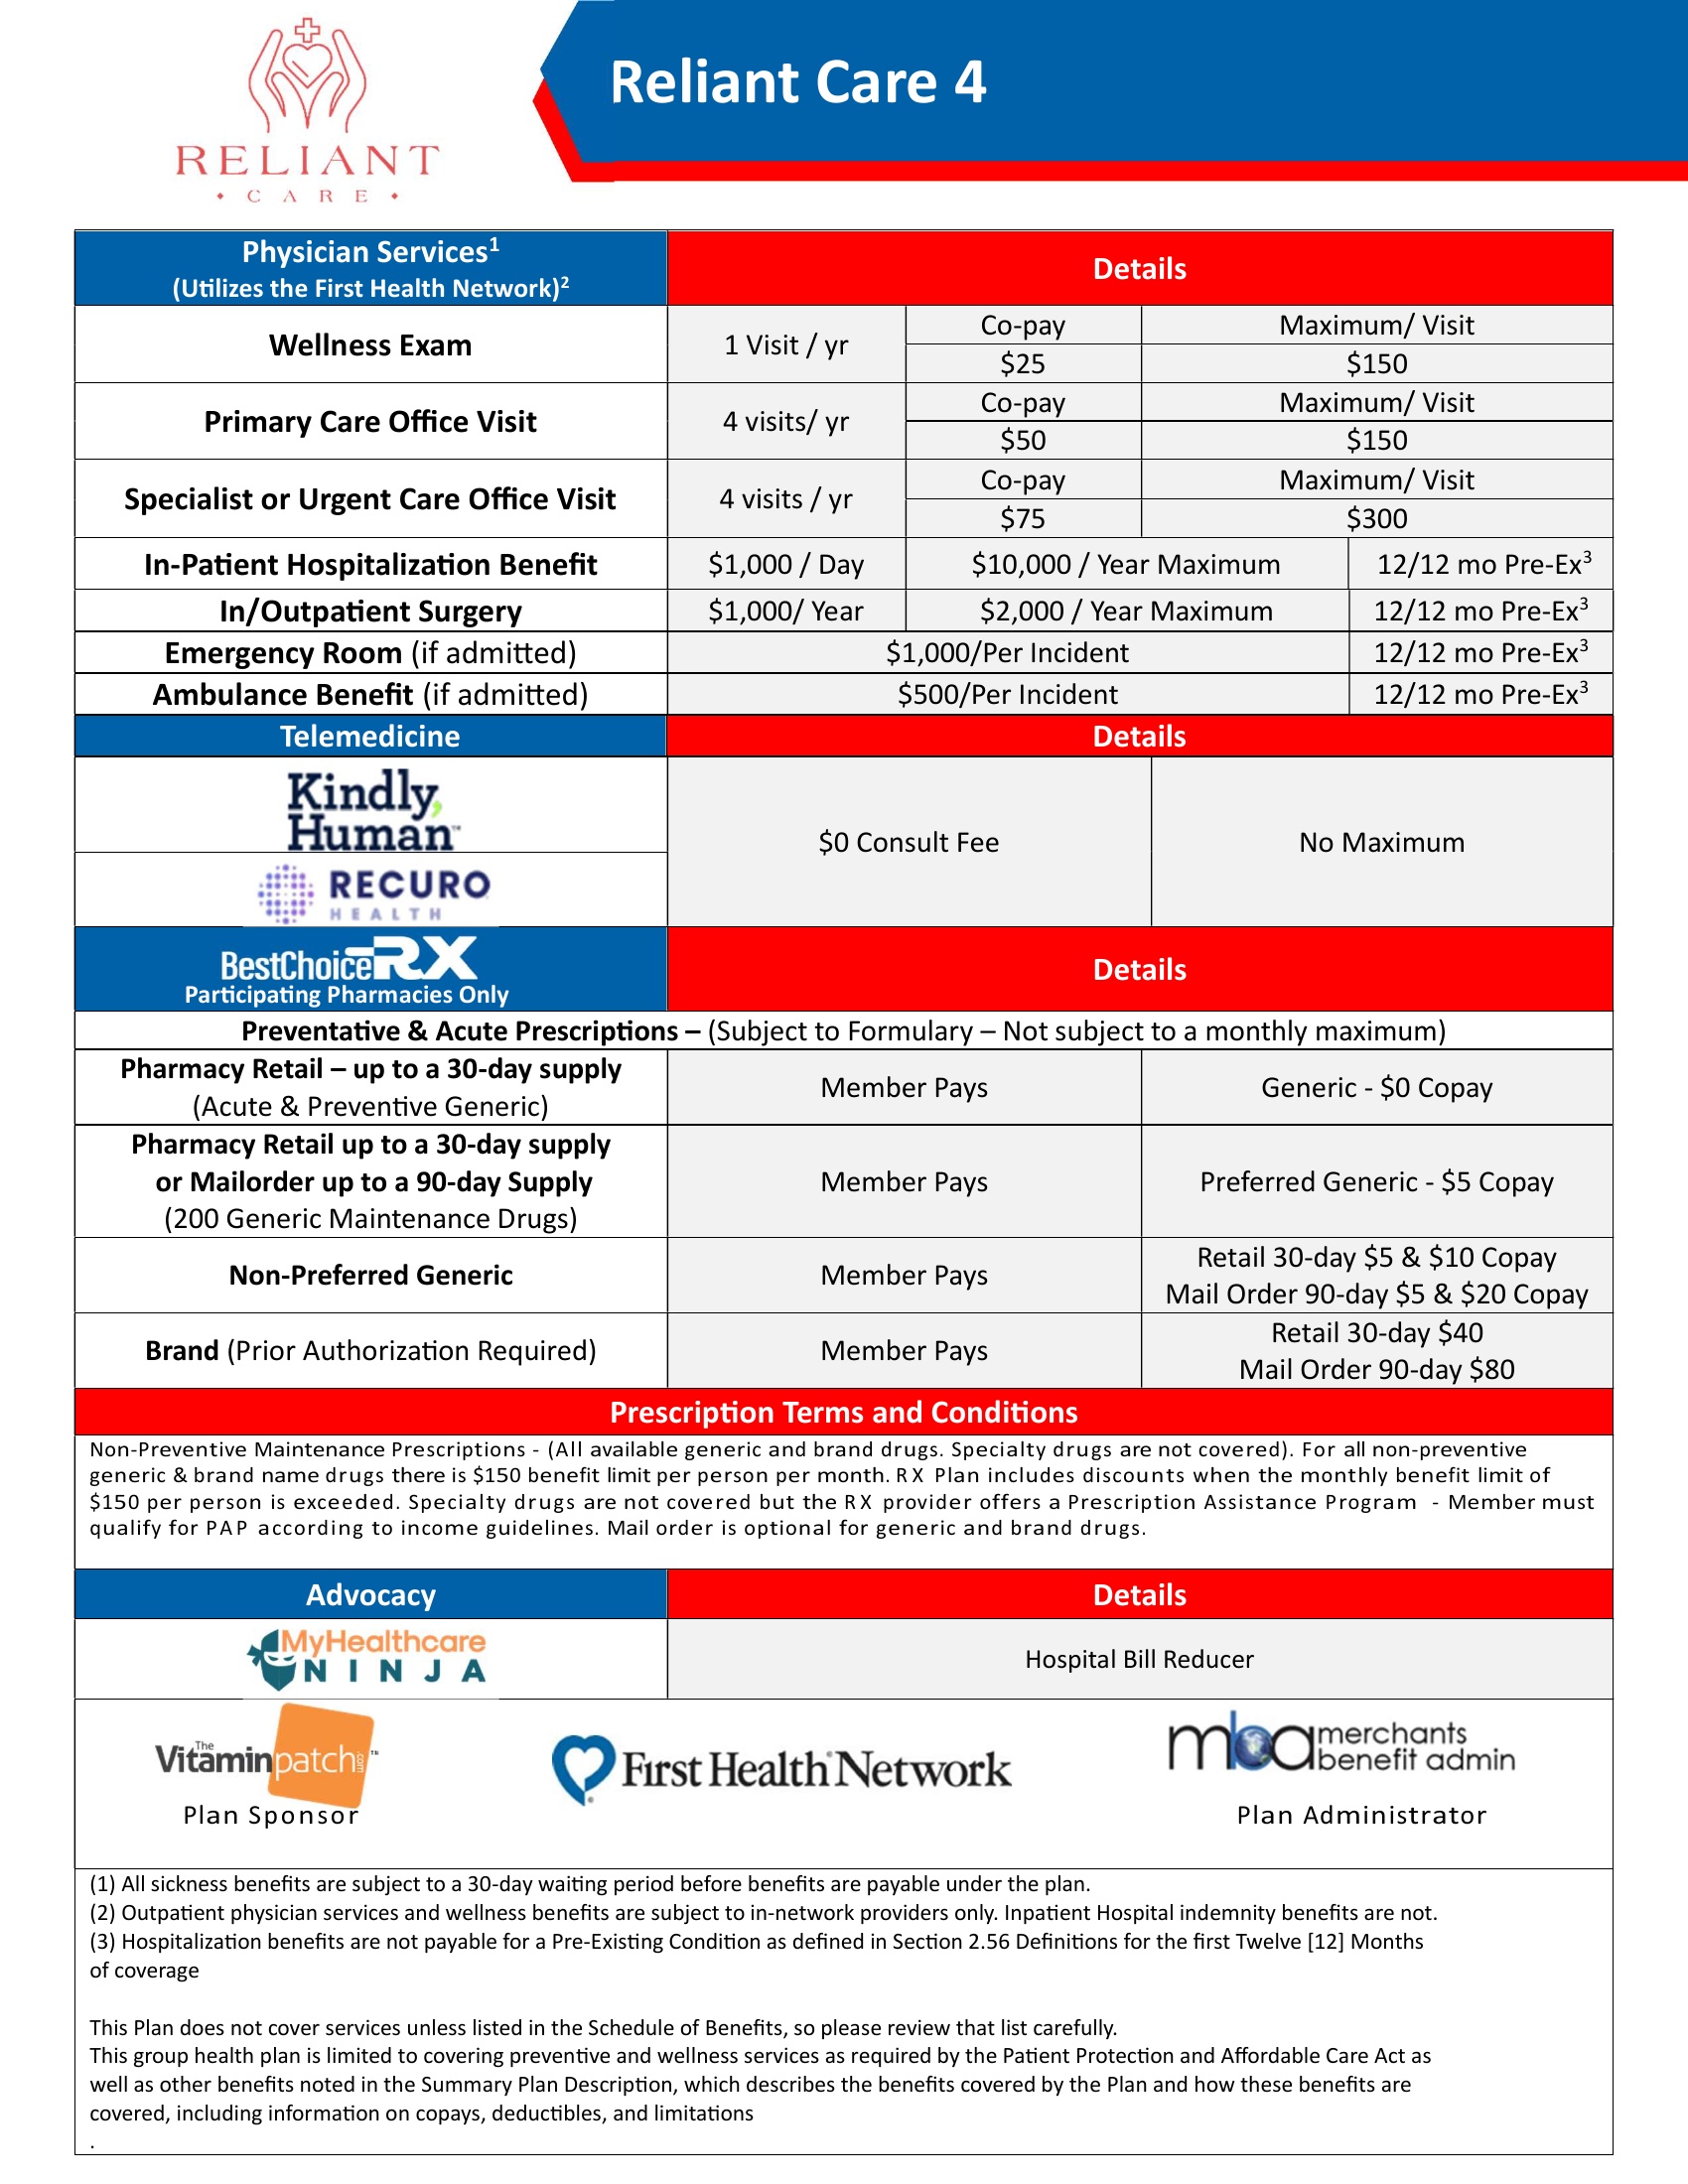 RELIANT
• CARE •
Reliant Care 4
Physician Services1
(Utilizes the First Health Network)2
Details
Wellness Exam
1 Visit / yr
Co-pay
Maximum/ Visit
$25
$150
Primary Care Office Visit
4 visits/ yr
Co-pay
Maximum/ Visit
$50
$150
Specialist or Urgent Care Office Visit
4 visits / yr
Co-pay
Maximum/ Visit
$75
$300
In-Patient Hospitalization Benefit
$1,000 / Day
$10,000 / Year Maximum
12/12 mo Pre-Ex3
In/Outpatient Surgery
$1,000/ Year
$2,000 / Year Maximum
12/12 mo Pre-Ex3
Emergency Room (if admitted)
$1,000/Per Incident
12/12 mo Pre-Ex3
Ambulance Benefit (if admitted)
$500/Per Incident
12/12 mo Pre-Ex3
Telemedicine
Details
Kindly,
Human™
RECURO
HEALTH
$0 Consult Fee
No Maximum
BestChoiceRX
Participating Pharmacies Only
Details
Preventative & Acute Prescriptions – (Subject to Formulary – Not subject to a monthly maximum)
Pharmacy Retail – up to a 30-day supply
(Acute & Preventive Generic)
Member Pays
Generic - $0 Copay
Pharmacy Retail up to a 30-day supply
or Mailorder up to a 90-day Supply
(200 Generic Maintenance Drugs)
Member Pays
Preferred Generic - $5 Copay
Non-Preferred Generic
Member Pays
Retail 30-day $5 & $10 Copay
Mail Order 90-day $5 & $20 Copay
Brand (Prior Authorization Required)
Member Pays
Retail 30-day $40
Mail Order 90-day $80
Prescription Terms and Conditions
Non-Preventive Maintenance Prescriptions - (All available generic and brand drugs. Specialty drugs are not covered). For all non-preventive
generic & brand name drugs there is $150 benefit limit per person per month. RX Plan includes discounts when the monthly benefit limit of
$150 per person is exceeded. Specialty drugs are not covered but the RX provider offers a Prescription Assistance Program - Member must
qualify for PAP according to income guidelines. Mail order is optional for generic and brand drugs.
Advocacy
Details
MyHealthcare
NINJA
Hospital Bill Reducer
The
Vitaminpatch.com™
Plan Sponsor
First Health® Network
mba merchants
benefit admin
Plan Administrator
(1) All sickness benefits are subject to a 30-day waiting period before benefits are payable under the plan.
(2) Outpatient physician services and wellness benefits are subject to in-network providers only. Inpatient Hospital indemnity benefits are not.
(3) Hospitalization benefits are not payable for a Pre-Existing Condition as defined in Section 2.56 Definitions for the first Twelve [12] Months
of coverage
This Plan does not cover services unless listed in the Schedule of Benefits, so please review that list carefully.
This group health plan is limited to covering preventive and wellness services as required by the Patient Protection and Affordable Care Act as
well as other benefits noted in the Summary Plan Description, which describes the benefits covered by the Plan and how these benefits are
covered, including information on copays, deductibles, and limitations
.